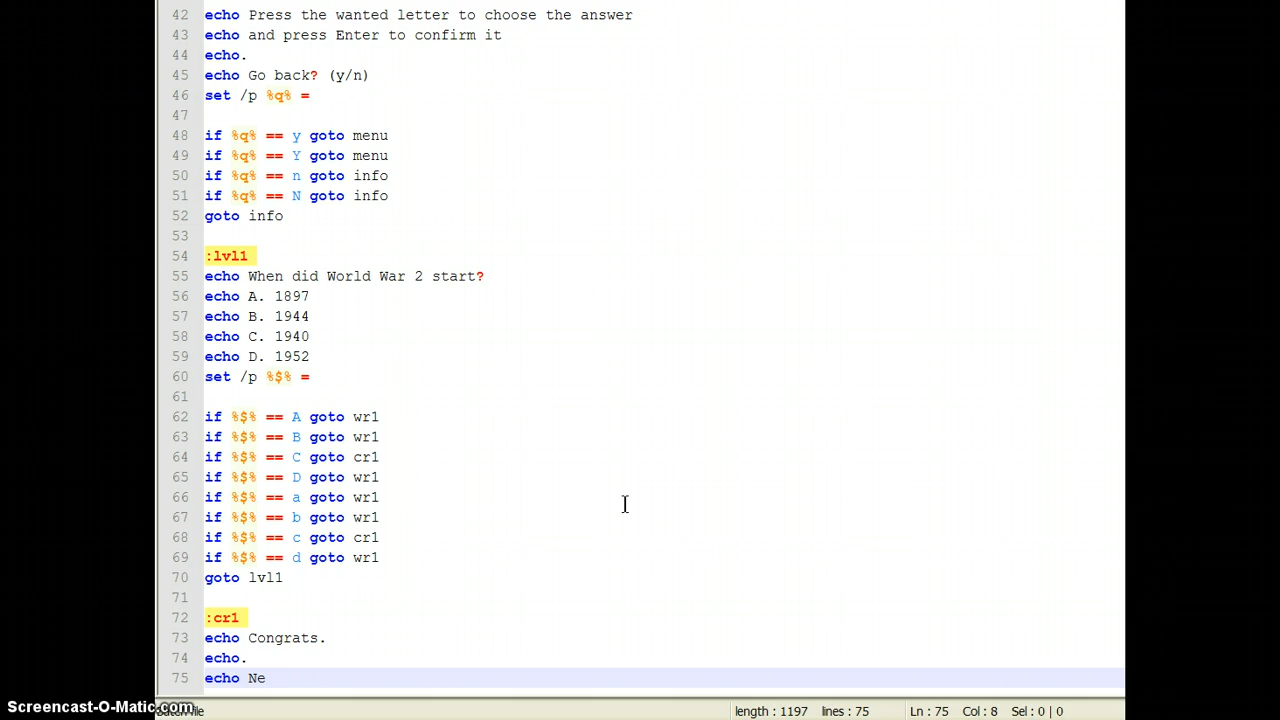 42 echo Press the wanted letter to choose the answer
43 echo and press Enter to confirm it
44 echo.
45 echo Go back? (y/n)
46 set /p %q% =
47
48 if %q% == y goto menu
49 if %q% == Y goto menu
50 if %q% == n goto info
51 if %q% == N goto info
52 goto info
53
54 :lvl1
55 echo When did World War 2 start?
56 echo A. 1897
57 echo B. 1944
58 echo C. 1940
59 echo D. 1952
60 set /p %$% =
61
62 if %$% == A goto wr1
63 if %$% == B goto wr1
64 if %$% == C goto cr1
65 if %$% == D goto wr1
66 if %$% == a goto wr1
67 if %$% == b goto wr1
68 if %$% == c goto cr1
69 if %$% == d goto wr1
70 goto lvl1
71
72 :cr1
73 echo Congrats.
74 echo.
75 echo Ne
Screencast-O-Matic.com file length : 1197 lines : 75 Ln : 75 Col : 8 Sel : 0 | 0